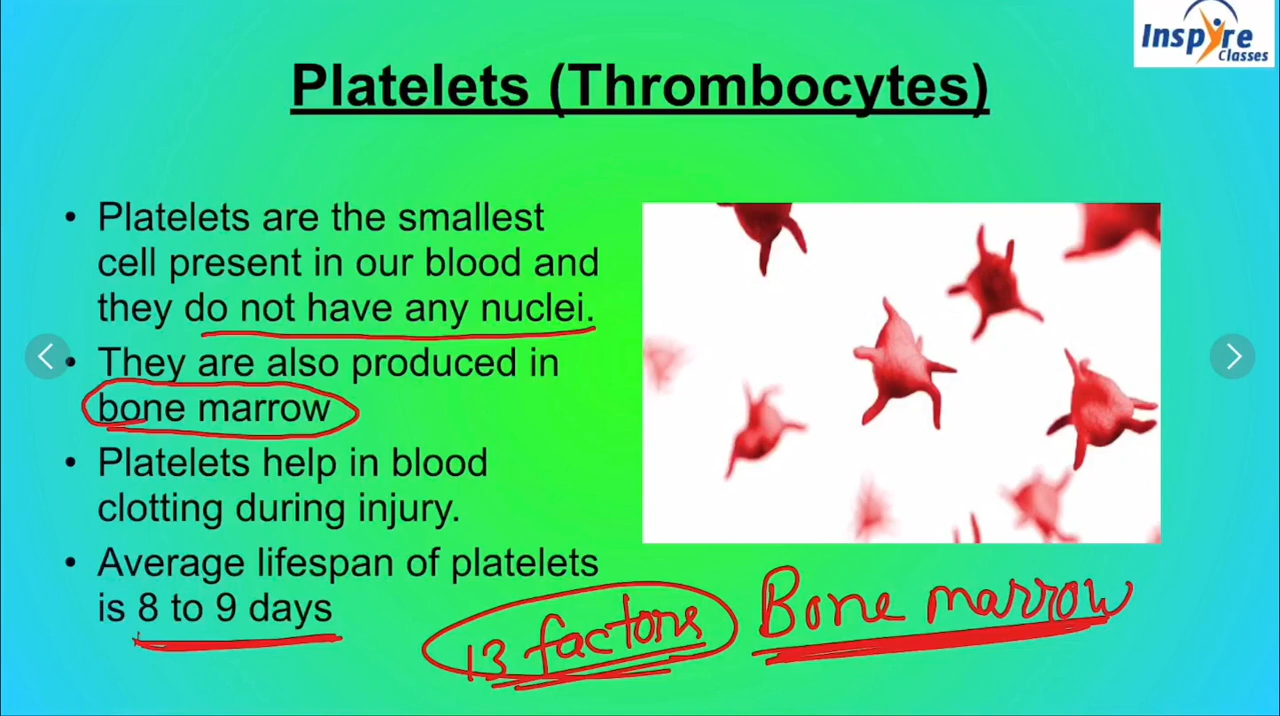 Inspyre
Classes
Platelets (Thrombocytes)
• Platelets are the smallest
cell present in our blood and
they do not have any nuclei.
• They are also produced in
bone marrow
• Platelets help in blood
clotting during injury.
• Average lifespan of platelets
is 8 to 9 days
13 factors
Bone marrow